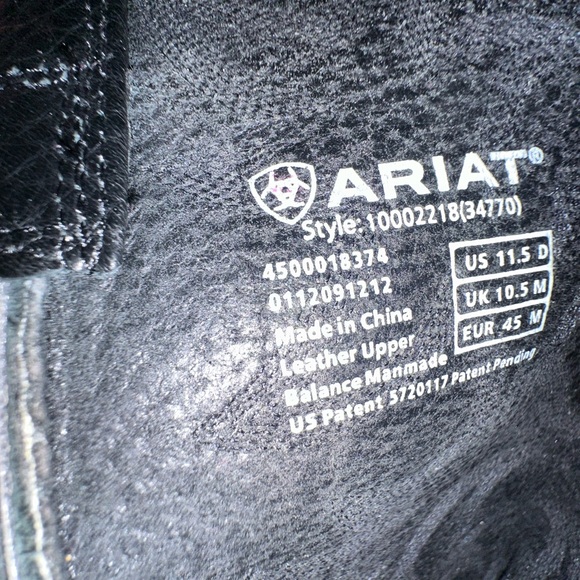 ARIAT®
Style: 10002218(34770)
4500018374
0112091212
Made in China
Leather Upper
Balance Manmade
US Patent 5720117 Patent Pending
US 11.5 D
UK 10.5 M
EUR 45 M